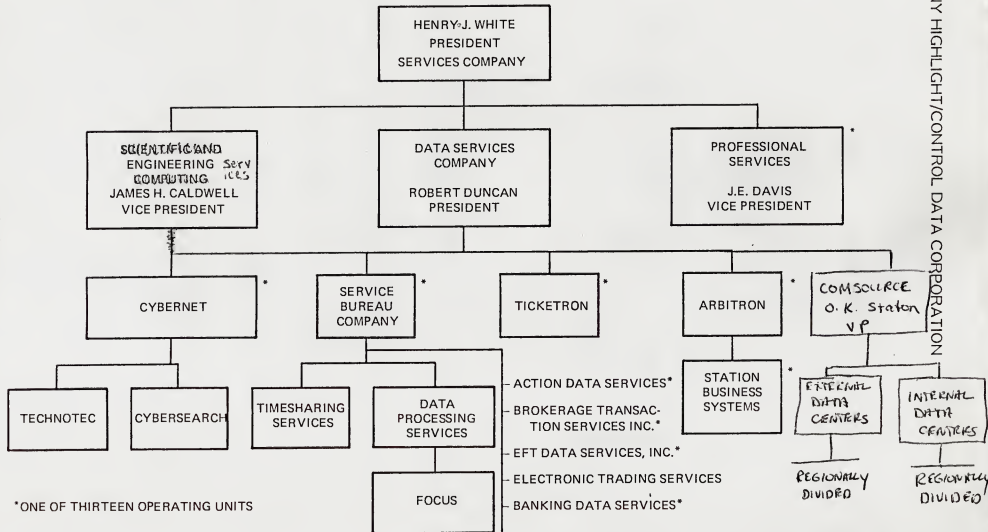 HENRY J. WHITE
PRESIDENT
SERVICES COMPANY
NY HIGHLIGHT/CONTROL DATA CORPORATION
SCIENTIFIC AND
ENGINEERING Serv
COMPUTING ices
JAMES H. CALDWELL
VICE PRESIDENT
DATA SERVICES
COMPANY
ROBERT DUNCAN
PRESIDENT
*
PROFESSIONAL
SERVICES
J.E. DAVIS
VICE PRESIDENT
CYBERNET
*
SERVICE
BUREAU
COMPANY
*
TICKETRON
*
ARBITRON
*
COMSOURCE
O. K. Staton
VP
TECHNOTEC
CYBERSEARCH
TIMESHARING
SERVICES
DATA
PROCESSING
SERVICES
FOCUS
ACTION DATA SERVICES*
BROKERAGE TRANSAC-
TION SERVICES INC.*
EFT DATA SERVICES, INC.*
ELECTRONIC TRADING SERVICES
BANKING DATA SERVICES*
STATION
BUSINESS
SYSTEMS
*
EXTERNAL
DATA
CENTERS
INTERNAL
DATA
CENTERS
REGIONALLY
DIVIDED
REGIONALLY
DIVIDED
*ONE OF THIRTEEN OPERATING UNITS